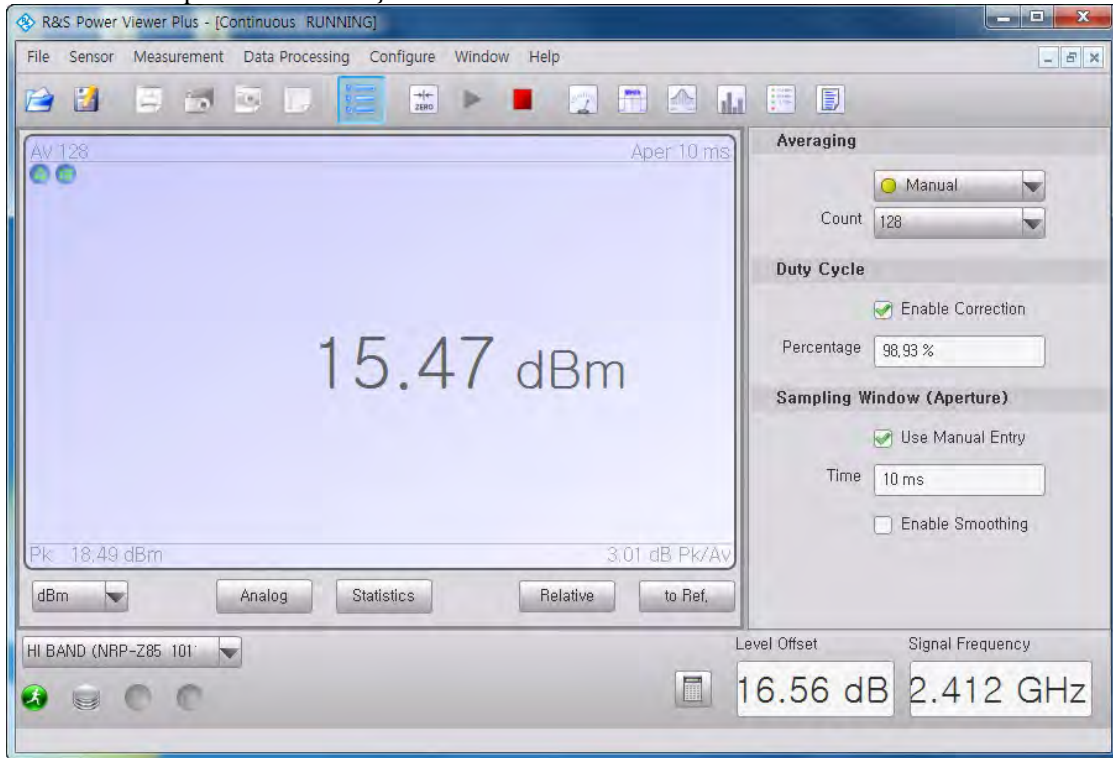 R&S Power Viewer Plus - [Continuous RUNNING]
File Sensor Measurement Data Processing Configure Window Help
ZERO
AV 128 Aper 10 ms
15.47 dBm
Pk 18.49 dBm 3.01 dB Pk/Av
dBm Analog Statistics Relative to Ref.
Averaging
Manual
Count 128
Duty Cycle
Enable Correction
Percentage 98.93 %
Sampling Window (Aperture)
Use Manual Entry
Time 10 ms
Enable Smoothing
HI BAND (NRP-Z85 101
Level Offset Signal Frequency
16.56 dB 2.412 GHz